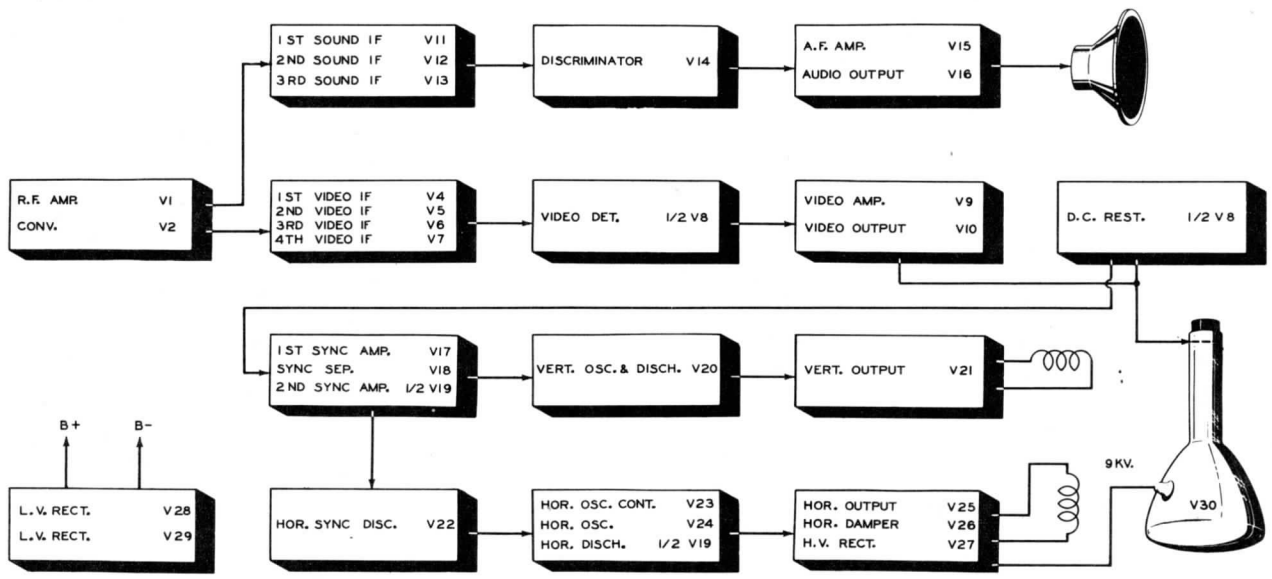 1ST SOUND IF V11
2ND SOUND IF V12
3RD SOUND IF V13
DISCRIMINATOR V14
A.F. AMP. V15
AUDIO OUTPUT V16
R.F. AMP. V1
CONV. V2
1ST VIDEO IF V4
2ND VIDEO IF V5
3RD VIDEO IF V6
4TH VIDEO IF V7
VIDEO DET. 1/2 V8
VIDEO AMP. V9
VIDEO OUTPUT V10
D.C. REST. 1/2 V8
1ST SYNC AMP. V17
SYNC SEP. V18
2ND SYNC AMP. 1/2 V19
VERT. OSC. & DISCH. V20
VERT. OUTPUT V21
B+ B-
L.V. RECT. V28
L.V. RECT. V29
HOR. SYNC DISC. V22
HOR. OSC. CONT. V23
HOR. OSC. V24
HOR. DISCH. 1/2 V19
HOR. OUTPUT V25
HOR. DAMPER V26
H.V. RECT. V27
9KV.
V30